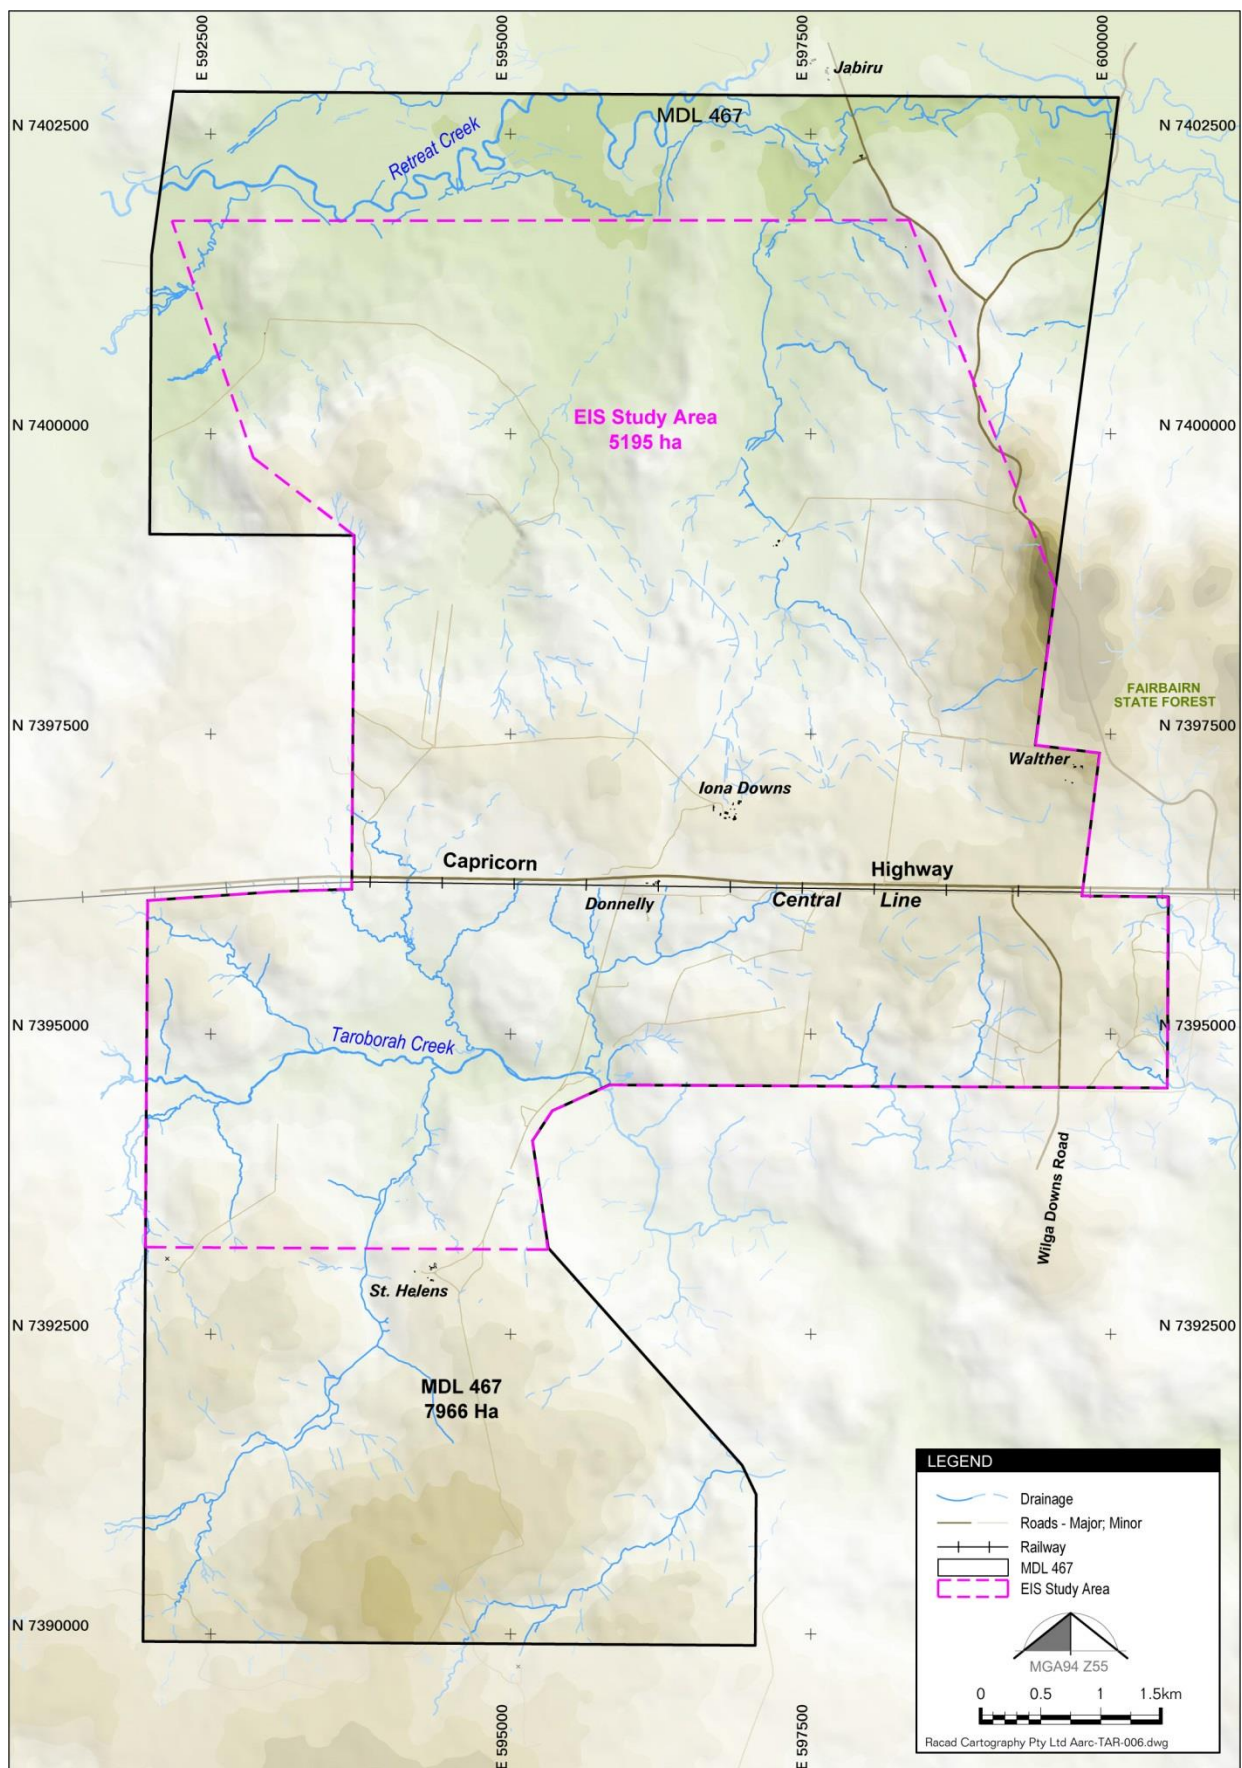 E 592500
E 595000
E 597500
E 600000
Jabiru
MDL 467
N 7402500
N 7402500
Retreat Creek
EIS Study Area
5195 ha
N 7400000
N 7400000
FAIRBAIRN
STATE FOREST
N 7397500
N 7397500
Walther
Iona Downs
Capricorn
Highway
Donnelly
Central
Line
N 7395000
N 7395000
Taroborah Creek
Wilga Downs Road
St. Helens
N 7392500
N 7392500
MDL 467
7966 Ha
N 7390000
E 595000
E 597500
LEGEND
Drainage
Roads - Major; Minor
Railway
MDL 467
EIS Study Area
MGA94 Z55
0 0.5 1 1.5km
Racad Cartography Pty Ltd Aarc-TAR-006.dwg